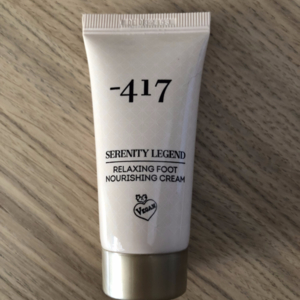 -417
SERENITY LEGEND
RELAXING FOOT
NOURISHING CREAM
VEGAN